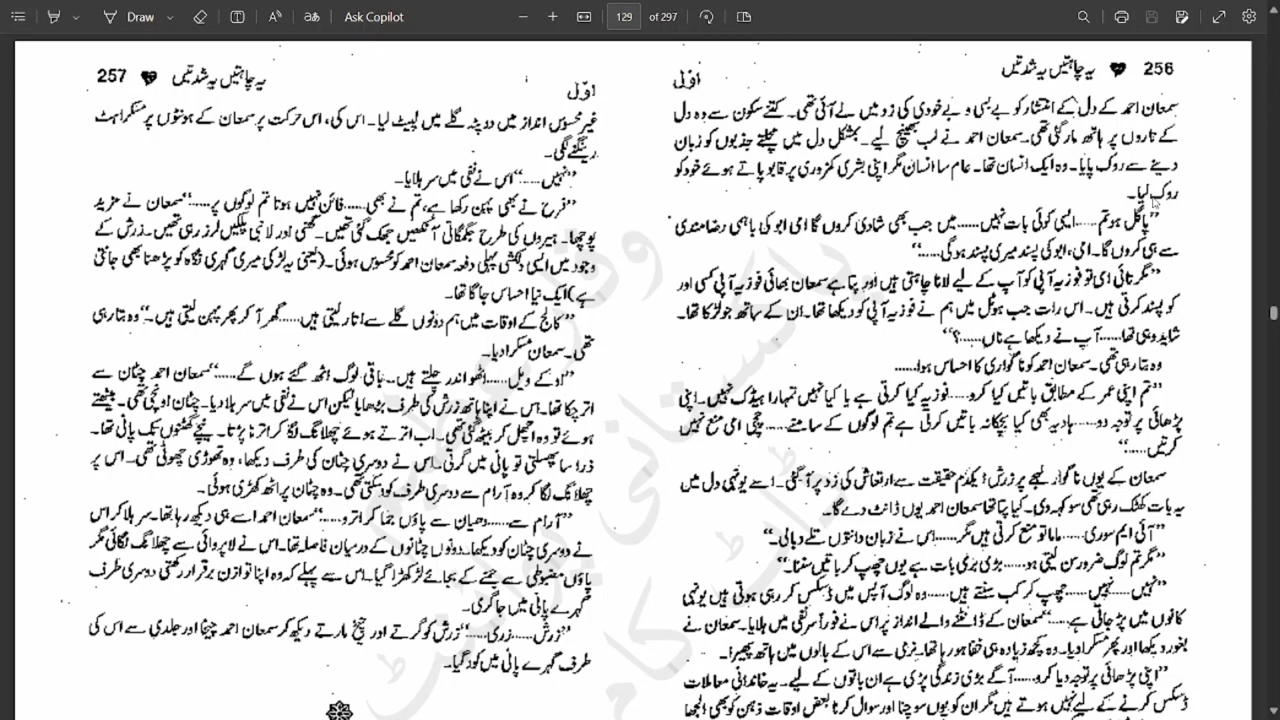 Draw
Ask Copilot
129 of 297
256 یہ چاہتیں یہ شدتیں
اوّل
سمعان احمد کے دل کے انتشار کو بے بسی و بے خودی کی زد میں لے آئی تھی۔ کتنے سکون سے وہ دل
کے تاروں پر ہاتھ مار گئی تھی۔ سمعان احمد نے لب بھینچ لیے۔ بمشکل دل میں مچلتے جذبوں کو زبان
دینے سے روک پایا۔ وہ ایک انسان تھا۔ عام سا انسان مگر اپنی بشری کمزوری پر قابو پاتے ہوئے خود کو
روک لیا۔
”پاگل ہو تم..... ایسی کوئی بات نہیں...... میں جب بھی شادی کروں گا امی ابو کی باہمی رضامندی
سے ہی کروں گا۔ امی، ابو کی پسند میری پسند ہوگی......“
”مگر تائی امی تو فوزیہ آپی کو آپ کے لیے لانا چاہتی ہیں اور پتا ہے سمعان بھائی فوزیہ آپی کسی اور
کو پسند کرتی ہیں۔ اس رات جب ہوٹل میں ہم نے فوزیہ آپی کو دیکھا تھا۔ ان کے ساتھ جو لڑکا تھا۔
شاید وہی تھا...... آپ نے دیکھا ہے ناں......؟“
وہ بتا رہی تھی۔ سمعان احمد کو ناگواری کا احساس ہوا......
”تم اپنی عمر کے مطابق باتیں کیا کرو...... فوزیہ کیا کرتی ہے یا کیا نہیں تمہارا ہیڈک نہیں۔ اپنی
پڑھائی پر توجہ دو...... ہادیہ بھی کیا بچکانہ باتیں کرتی ہے تم لوگوں کے سامنے...... چچی امی منع نہیں
کرتیں......“
سمعان کے یوں ناگوار لہجے پر زرش ایکدم حقیقت سے ارتعاش کی زد پر آ گئی۔ اسے یونہی دل میں
یہ بات کھٹک رہی تھی سو کہہ دی۔ کیا پتا تھا سمعان احمد یوں ڈانٹ دے گا۔
”آئی ایم سوری...... ماما تو منع کرتی ہیں مگر...... اس نے زبان دانتوں تلے دبا لی۔“
”مگر تم لوگ ضرور سن لیتی ہو...... بڑی بری بات ہے یوں چھپ کر باتیں سننا۔“
”نہیں..... نہیں...... چھپ کر کب سنتے ہیں...... وہ لوگ آپس میں ڈسکس کر رہی ہوتی ہیں یونہی
کانوں میں پڑ جاتی ہے......“ سمعان کے ڈانٹنے والے انداز پر اس نے فوراً سر نفی میں ہلایا۔ سمعان نے
بغور دیکھا اور پھر مسکرا دیا۔ وہ کچھ زیادہ ہی خفا ہو رہا تھا۔ نرمی سے اس کے بالوں میں ہاتھ پھیرا۔
”اپنی پڑھائی پر توجہ دیا کرو...... آگے بڑی زندگی پڑی ہے ان باتوں کے لیے۔ یہ خاندانی معاملات
ڈسکس کرنے کے لیے نہیں ہوتے ہیں مگر ان کو یوں سوچنا اور سوال کرنا بعض اوقات ذہن کو بھی الجھا
یہ چاہتیں یہ شدتیں 257
اوّل
غیر محسوس انداز میں دوپٹہ گلے میں لپیٹ لیا۔ اس کی، اس حرکت پر سمعان کے ہونٹوں پر مسکراہٹ
رینگنے لگی۔
”نہیں......“ اس نے نفی میں سر ہلایا۔
”فرح نے بھی پہن رکھا ہے، تم نے بھی...... فائن نہیں ہوتا تم لوگوں پر......“ سمعان نے مزید
پوچھا۔ ہیروں کی طرح جگمگاتی آنکھیں جھک گئی تھیں۔ گھنی اور لانبی پلکیں لرز رہی تھیں۔ زرش کے
وجود میں ایسی دلکشی پہلی دفعہ سمعان احمد کو محسوس ہوئی۔ (یعنی یہ لڑکی میری گہری نگاہ کو پڑھنا بھی جانتی
ہے) ایک نیا احساس جاگا تھا۔
”کالج کے اوقات میں ہم دونوں گلے سے اتار لیتی ہیں...... گھر آ کر پھر پہن لیتی ہیں۔“ وہ بتا رہی
تھی۔ سمعان مسکرا دیا۔
”اوکے ویل...... اٹھو اندر چلتے ہیں۔ باقی لوگ اٹھ گئے ہوں گے......“ سمعان احمد چٹان سے
اتر چکا تھا۔ اس نے اپنا ہاتھ زرش کی طرف بڑھایا لیکن اس نے نفی میں سر ہلا دیا۔ چٹان اونچی تھی۔ بیٹھتے
ہوئے تو وہ اچھل کر بیٹھ گئی تھی۔ اب اترتے ہوئے چھلانگ لگا کر اترنا پڑتا۔ نیچے گھٹنوں تک پانی تھا۔
ذرا سا پھسلتی تو پانی میں گرتی۔ اس نے دوسری چٹان کی طرف دیکھا، وہ تھوڑی چھوٹی تھی۔ اس پر
چھلانگ لگا کر وہ آرام سے دوسری طرف کود سکتی تھی۔ وہ چٹان پر اٹھ کھڑی ہوئی۔
”آرام سے...... دھیان سے پاؤں جما کر اترو......“ سمعان احمد اسے ہی دیکھ رہا تھا۔ سر ہلا کر اس
نے دوسری چٹان کو دیکھا۔ دونوں چٹانوں کے درمیان فاصلہ تھا۔ اس نے لاپروائی سے چھلانگ لگائی مگر
پاؤں مضبوطی سے جمنے کے بجائے لڑکھڑا گیا۔ اس سے پہلے کہ وہ اپنا توازن برقرار رکھتی دوسری طرف
گہرے پانی میں جا گری۔
”زرش...... زری......“ زرش کو گرتے اور چیخ مارتے دیکھ کر سمعان احمد چیخا اور جلدی سے اس کی
طرف گہرے پانی میں کود گیا۔